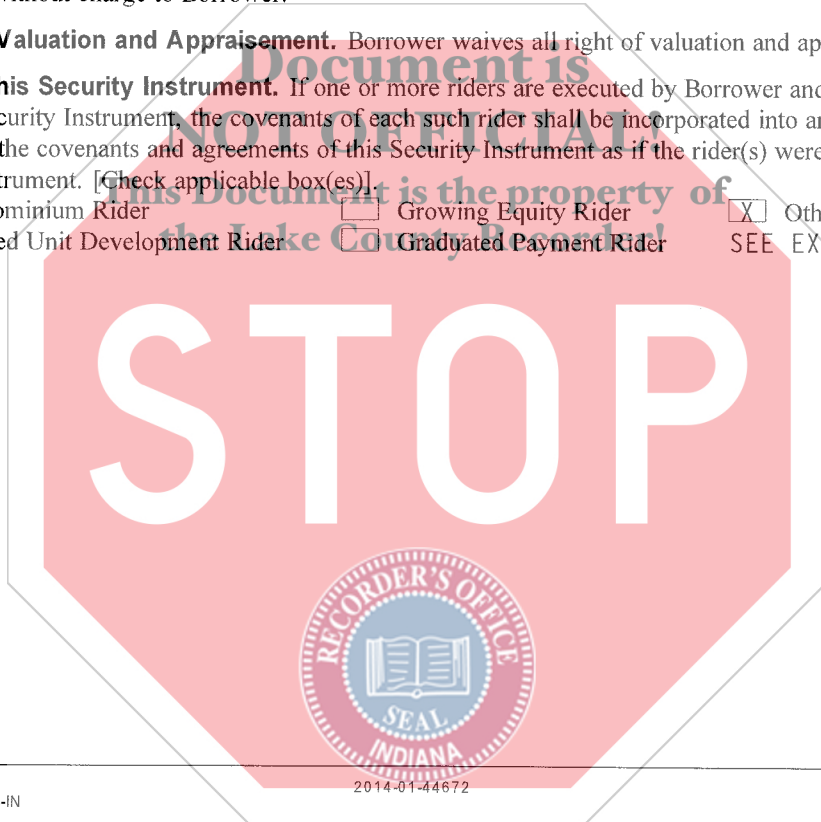 Without charge to Borrower.
Valuation and Appraisement. Borrower waives all right of valuation and ap
Document is
his Security Instrument. If one or more riders are executed by Borrower and
curity Instrument, the covenants of each such rider shall be incorporated into a
NOT OFFICIAL!
the covenants and agreements of this Security Instrument as if the rider(s) were
trument. [Check applicable box(es)].
This Document is the property of
ominium Rider Growing Equity Rider X Oth
the Lake County Recorder!
ed Unit Development Rider Graduated Payment Rider SEE EX
STOP
RECORDER'S OFFICE
SEAL
INDIANA
2014-01-44672
-IN